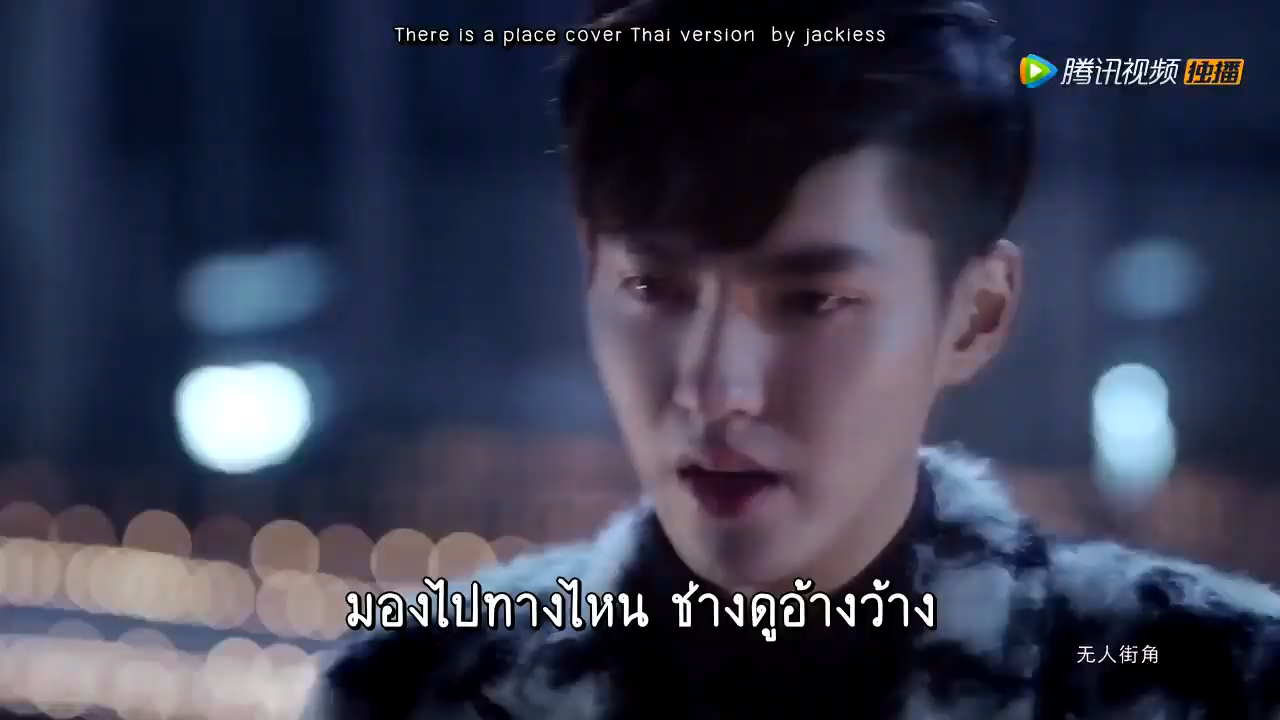 There is a place cover Thai version  by jackiess
腾讯视频 独播
มองไปทางไหน ช่างดูอ้างว้าง
无人街角